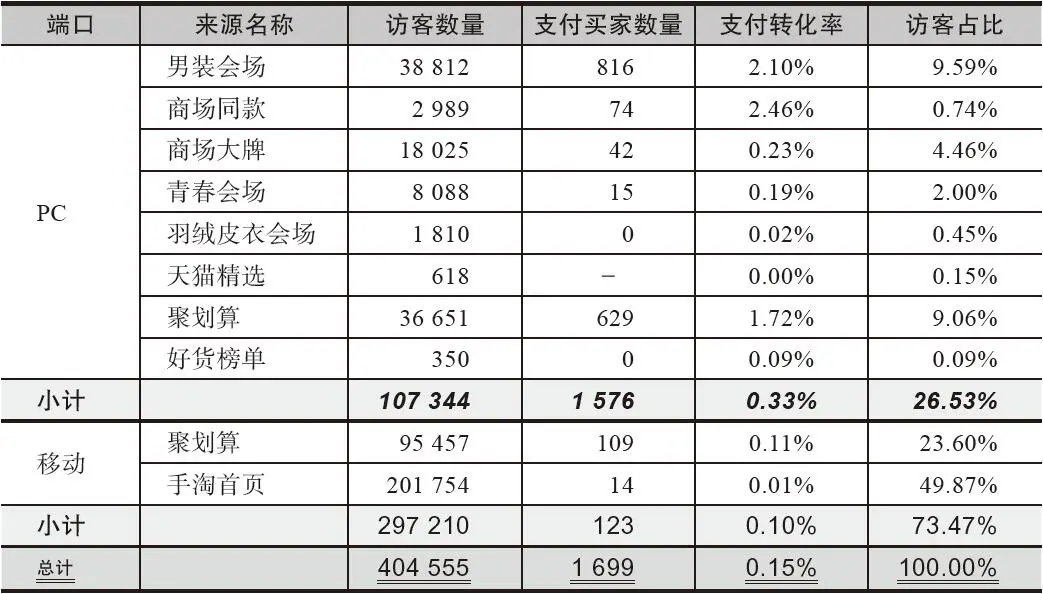 端口 来源名称 访客数量 支付买家数量 支付转化率 访客占比
男装会场 38 812 816 2.10% 9.59%
商场同款 2 989 74 2.46% 0.74%
商场大牌 18 025 42 0.23% 4.46%
PC 青春会场 8 088 15 0.19% 2.00%
羽绒皮衣会场 1 810 0 0.02% 0.45%
天猫精选 618 – 0.00% 0.15%
聚划算 36 651 629 1.72% 9.06%
好货榜单 350 0 0.09% 0.09%
小计 107 344 1 576 0.33% 26.53%
移动 聚划算 95 457 109 0.11% 23.60%
手淘首页 201 754 14 0.01% 49.87%
小计 297 210 123 0.10% 73.47%
总计 404 555 1 699 0.15% 100.00%